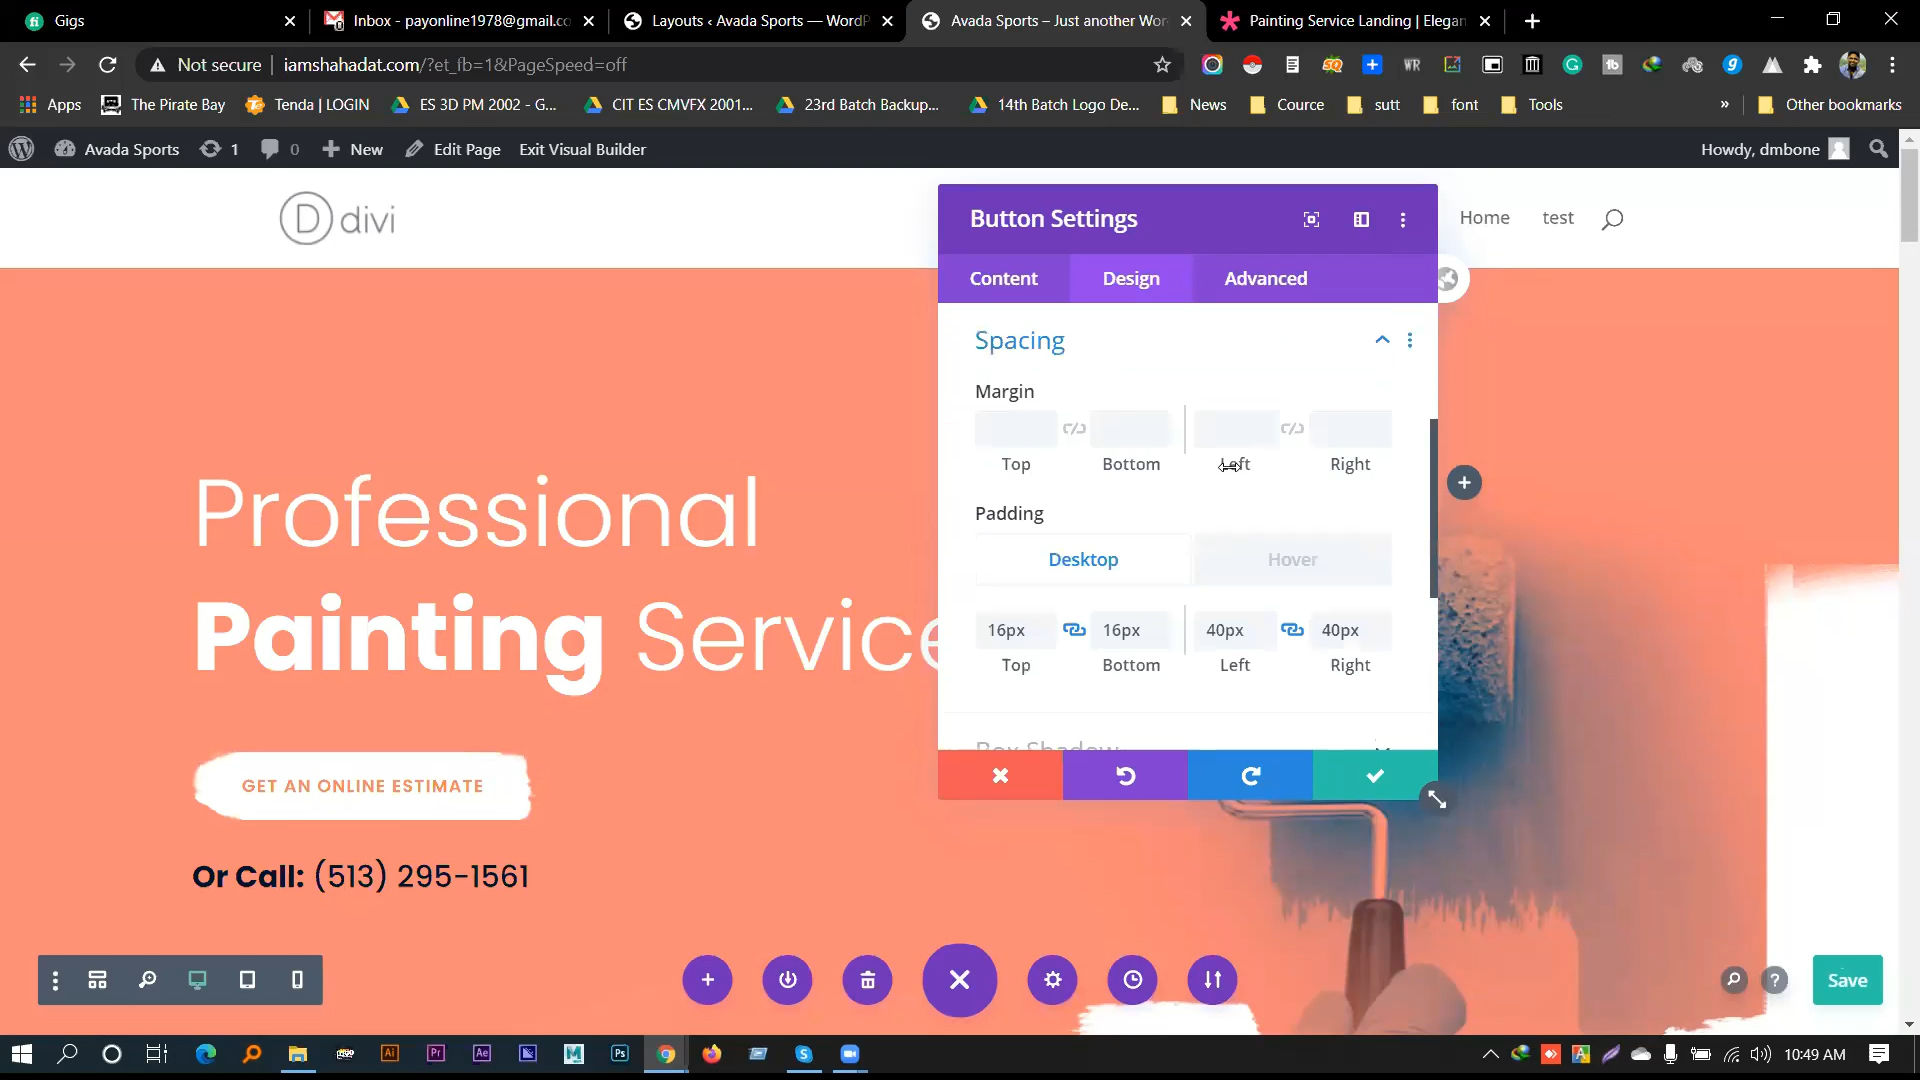 Gigs
Inbox - payonline1978@gmail.co
Layouts ‹ Avada Sports — WordP
Avada Sports – Just another Wor
Painting Service Landing | Elegan
Not secure
iamshahadat.com/?et_fb=1&PageSpeed=off
Apps
The Pirate Bay
Tenda | LOGIN
ES 3D PM 2002 - G...
CIT ES CMVFX 2001...
23rd Batch Backup...
14th Batch Logo De...
News
Cource
sutt
font
Tools
»
Other bookmarks
Avada Sports
1
0
New
Edit Page
Exit Visual Builder
Howdy, dmbone
D divi
Home
test
Button Settings
Content
Design
Advanced
Spacing
Margin
Top
Bottom
Left
Right
Padding
Desktop
Hover
16px
16px
40px
40px
Top
Bottom
Left
Right
Box Shadow
Professional
Painting Service
GET AN ONLINE ESTIMATE
Or Call: (513) 295-1561
Save
10:49 AM